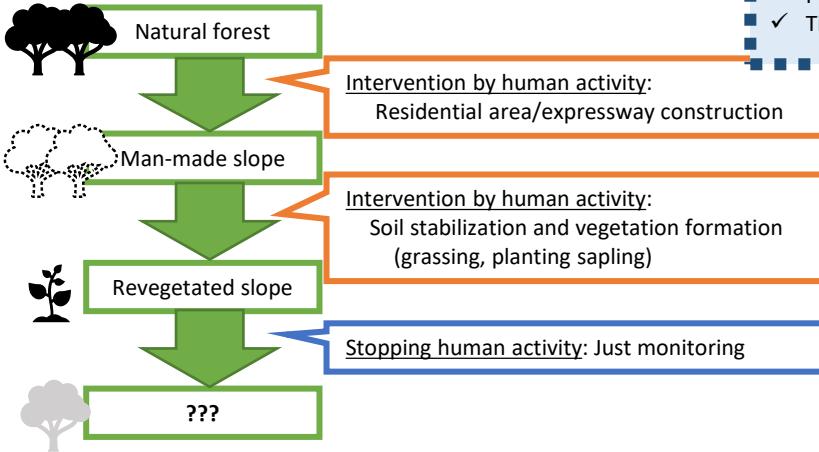 Natural forest
Intervention by human activity:
Residential area/expressway construction
Man-made slope
Intervention by human activity:
Soil stabilization and vegetation formation
(grassing, planting sapling)
Revegetated slope
Stopping human activity: Just monitoring
???